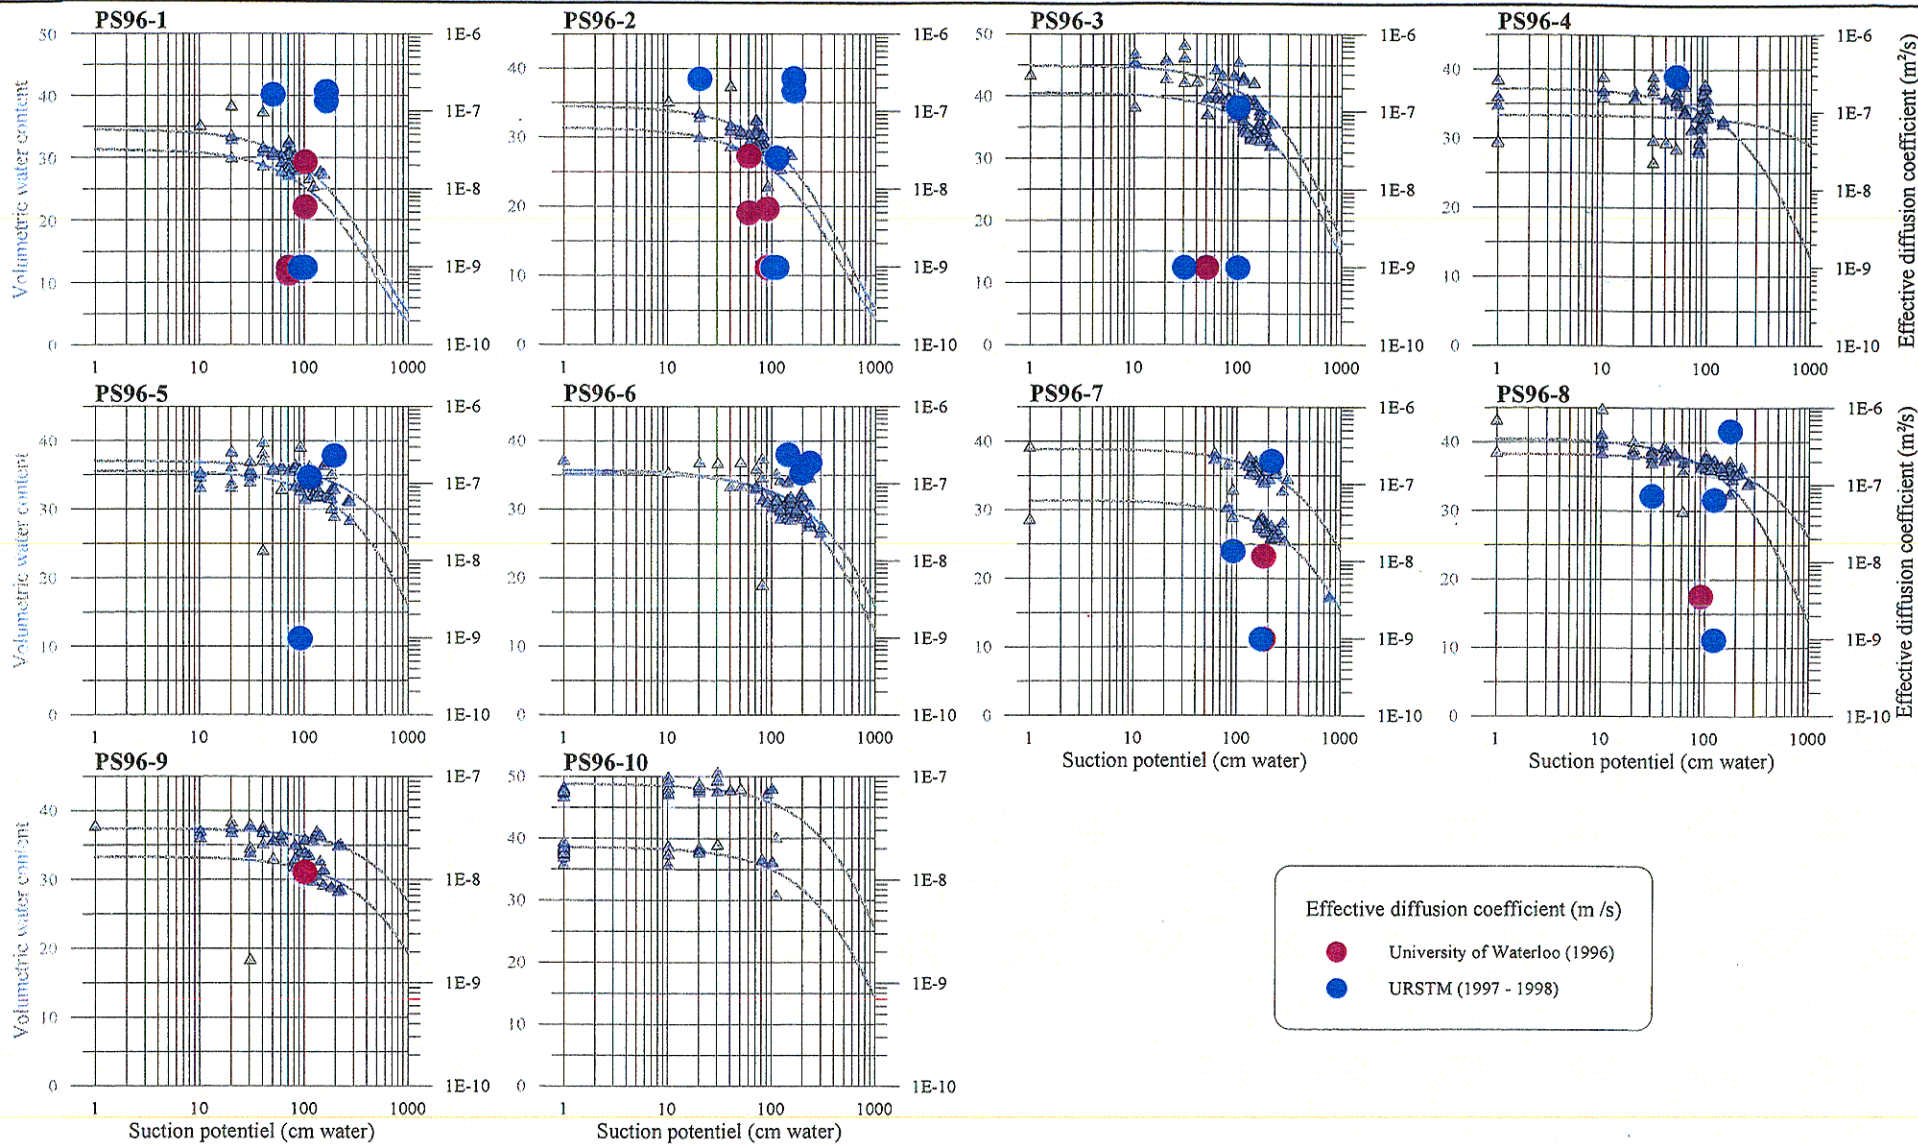 PS96-1
PS96-2
PS96-3
PS96-4
Volumetric water content
50
40
30
20
10
0
1E-6
1E-7
1E-8
1E-9
1E-10
1
10
100
1000
40
30
20
10
0
1E-6
1E-7
1E-8
1E-9
1E-10
1
10
100
1000
50
40
30
20
10
0
1E-6
1E-7
1E-8
1E-9
1E-10
1
10
100
1000
40
30
20
10
0
1E-6
1E-7
1E-8
1E-9
1E-10
1
10
100
1000
Effective diffusion coefficient (m²/s)
PS96-5
PS96-6
PS96-7
PS96-8
Volumetric water content
40
30
20
10
0
1E-6
1E-7
1E-8
1E-9
1E-10
1
10
100
1000
40
30
20
10
0
1E-6
1E-7
1E-8
1E-9
1E-10
1
10
100
1000
40
30
20
10
0
1E-6
1E-7
1E-8
1E-9
1E-10
1
10
100
1000
Suction potentiel (cm water)
40
30
20
10
0
1E-6
1E-7
1E-8
1E-9
1E-10
1
10
100
1000
Suction potentiel (cm water)
Effective diffusion coefficient (m²/s)
PS96-9
PS96-10
Volumetric water content
40
30
20
10
0
1E-7
1E-8
1E-9
1E-10
1
10
100
1000
Suction potentiel (cm water)
50
40
30
20
10
0
1E-7
1E-8
1E-9
1E-10
1
10
100
1000
Suction potentiel (cm water)
Effective diffusion coefficient (m /s)
University of Waterloo (1996)
URSTM (1997 - 1998)